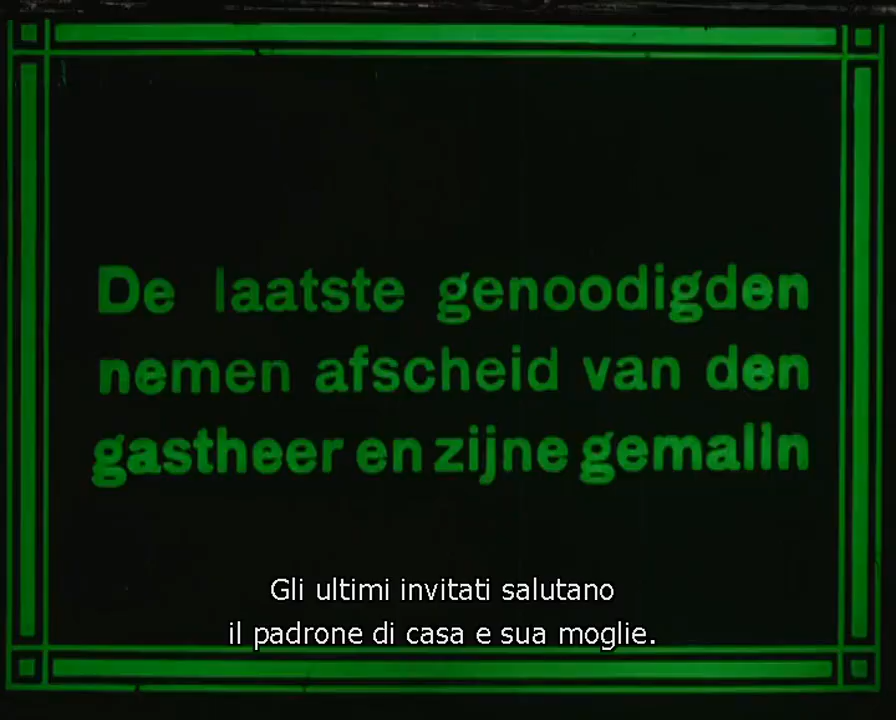 De laatste genoodigden
nemen afscheid van den
gastheer en zijne gemalin
Gli ultimi invitati salutano
il padrone di casa e sua moglie.